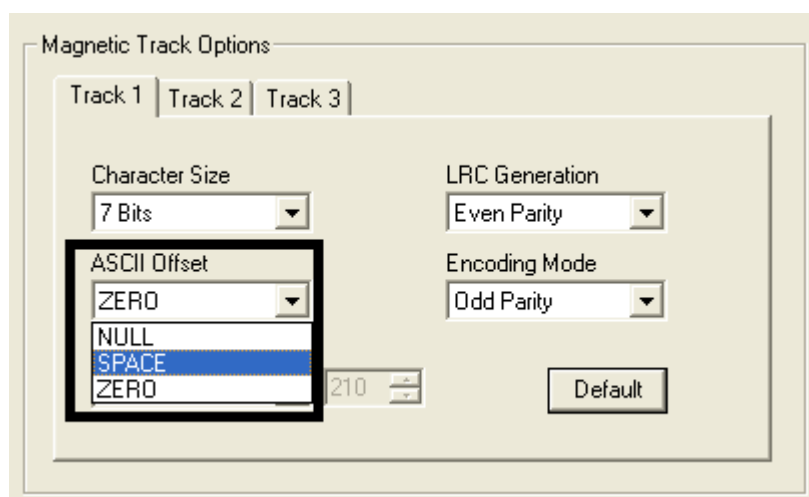 Magnetic Track Options
Track 1 Track 2 Track 3
Character Size LRC Generation
7 Bits Even Parity
ASCII Offset Encoding Mode
ZERO Odd Parity
NULL
SPACE
ZERO 210 Default